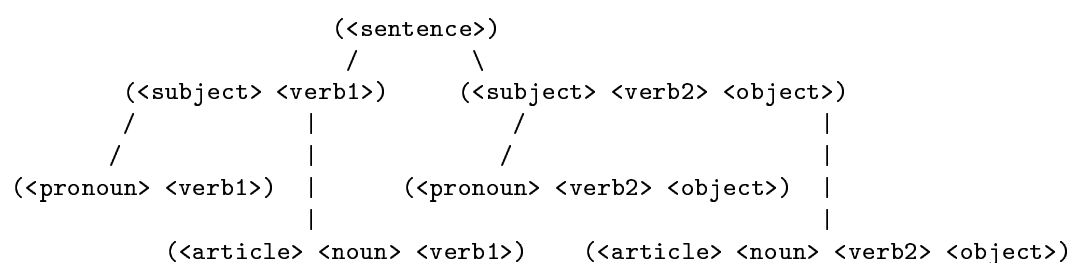 (<sentence>)
/ \
(<subject> <verb1>) (<subject> <verb2> <object>)
/ | / |
/ | / |
(<pronoun> <verb1>) | (<pronoun> <verb2> <object>) |
| |
(<article> <noun> <verb1>) (<article> <noun> <verb2> <object>)